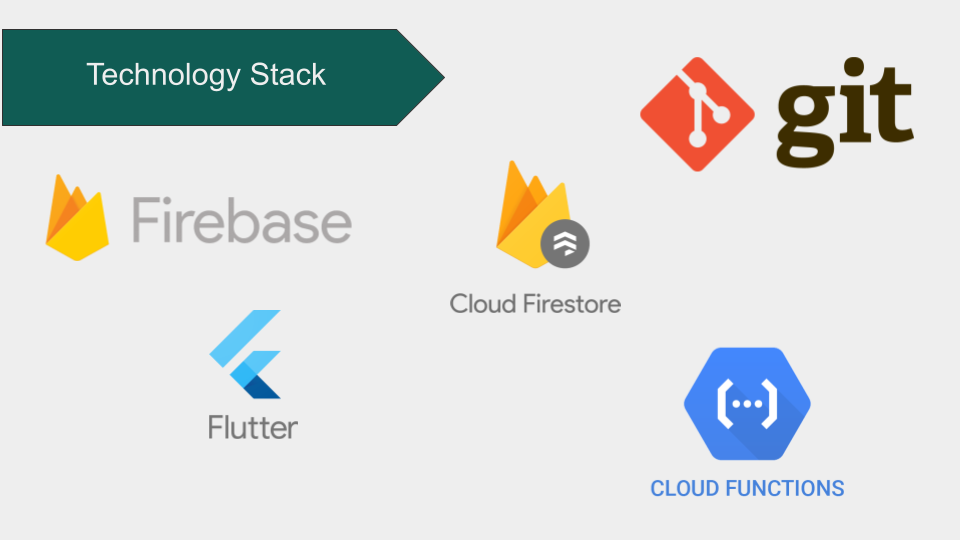 Technology Stack
git
Firebase
Cloud Firestore
Flutter
CLOUD FUNCTIONS